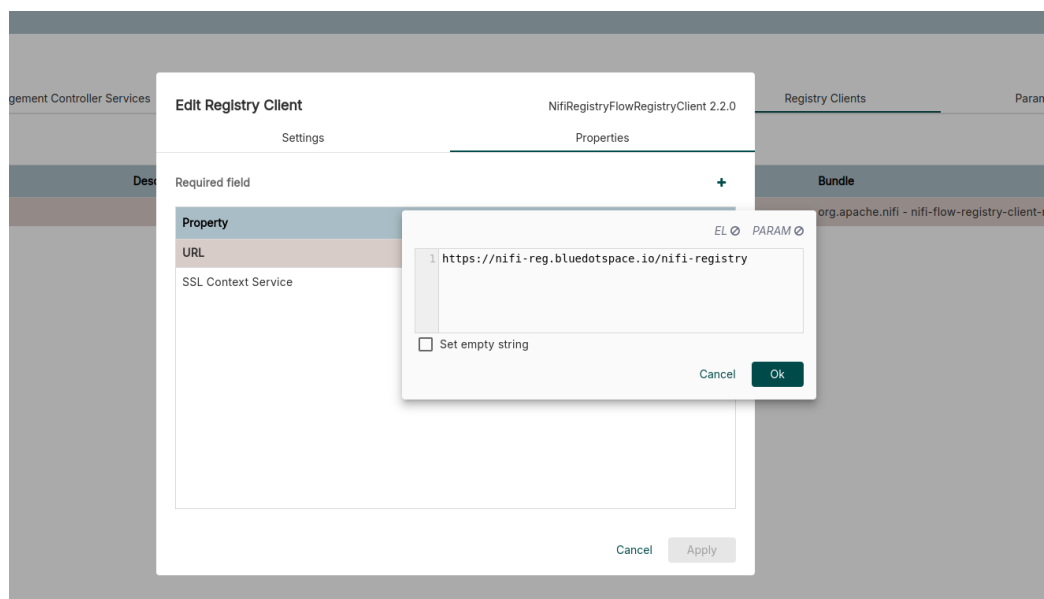 gement Controller Services
Registry Clients
Param
Edit Registry Client
NifiRegistryFlowRegistryClient 2.2.0
Settings
Properties
Desc
Bundle
Required field
+
org.apache.nifi - nifi-flow-registry-client-n
Property
EL PARAM
URL
1 https://nifi-reg.bluedotspace.io/nifi-registry
SSL Context Service
Set empty string
Cancel
Ok
Cancel
Apply